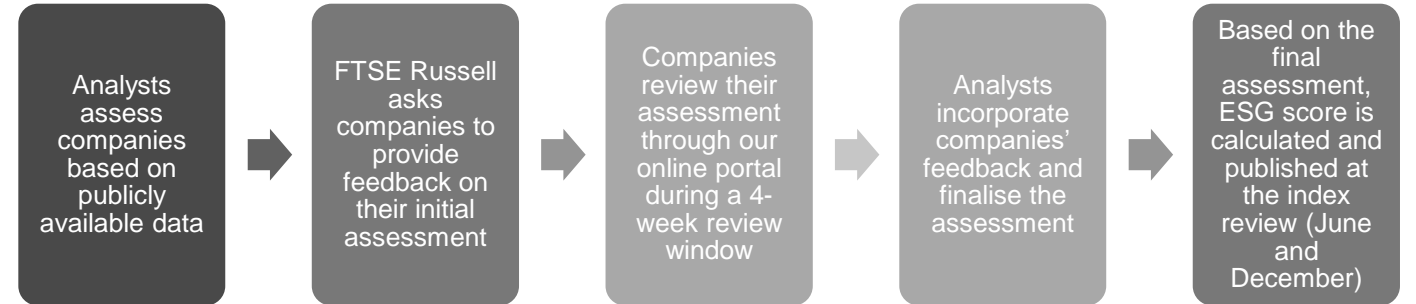 Analysts
assess
companies
based on
publicly
available data
FTSE Russell
asks
companies to
provide
feedback on
their initial
assessment
Companies
review their
assessment
through our
online portal
during a 4-
week review
window
Analysts
incorporate
companies’
feedback and
finalise the
assessment
Based on the
final
assessment,
ESG score is
calculated and
published at
the index
review (June
and
December)